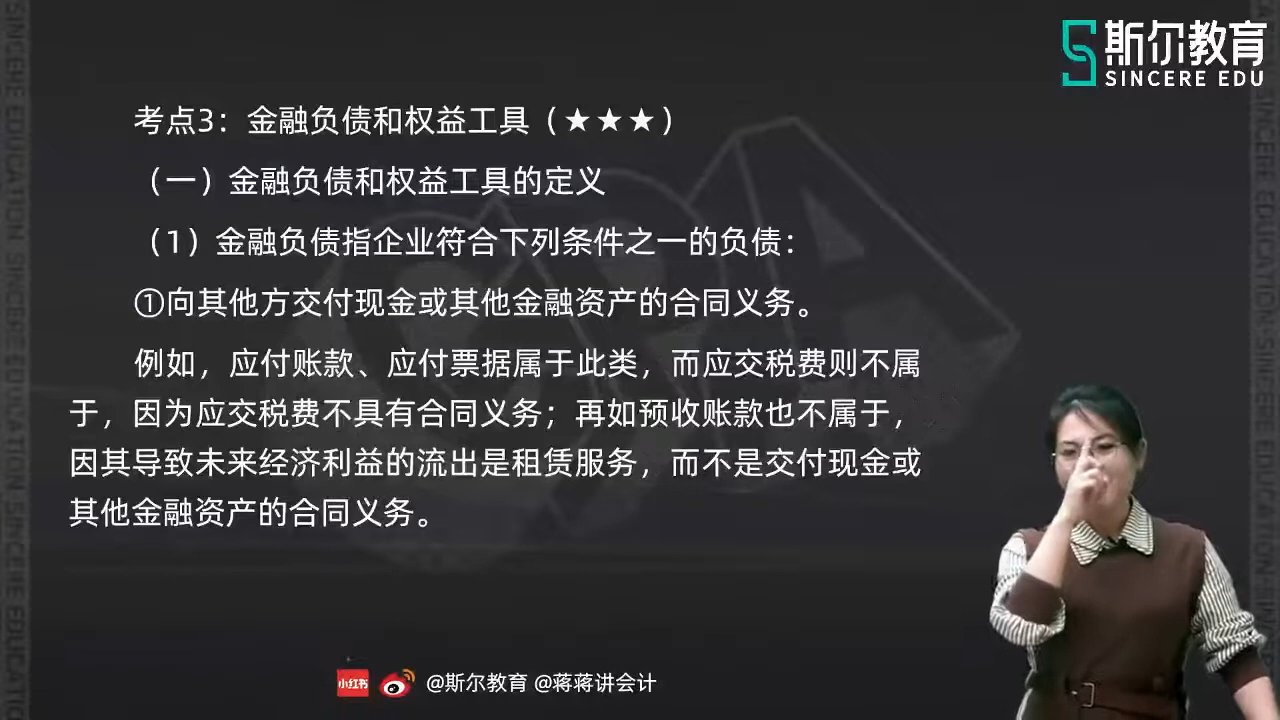 斯尔教育
SINCERE EDU
考点3：金融负债和权益工具（★★★）
（一）金融负债和权益工具的定义
（1）金融负债指企业符合下列条件之一的负债：
①向其他方交付现金或其他金融资产的合同义务。
例如，应付账款、应付票据属于此类，而应交税费则不属
于，因为应交税费不具有合同义务；再如预收账款也不属于，
因其导致未来经济利益的流出是租赁服务，而不是交付现金或
其他金融资产的合同义务。
小红书 @斯尔教育 @蒋蒋讲会计